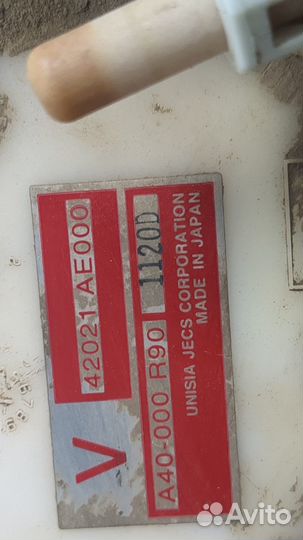 V 42021-AE000
A40-000 R90 1120D
UNISIA JECS CORPORATION
MADE IN JAPAN
Avito